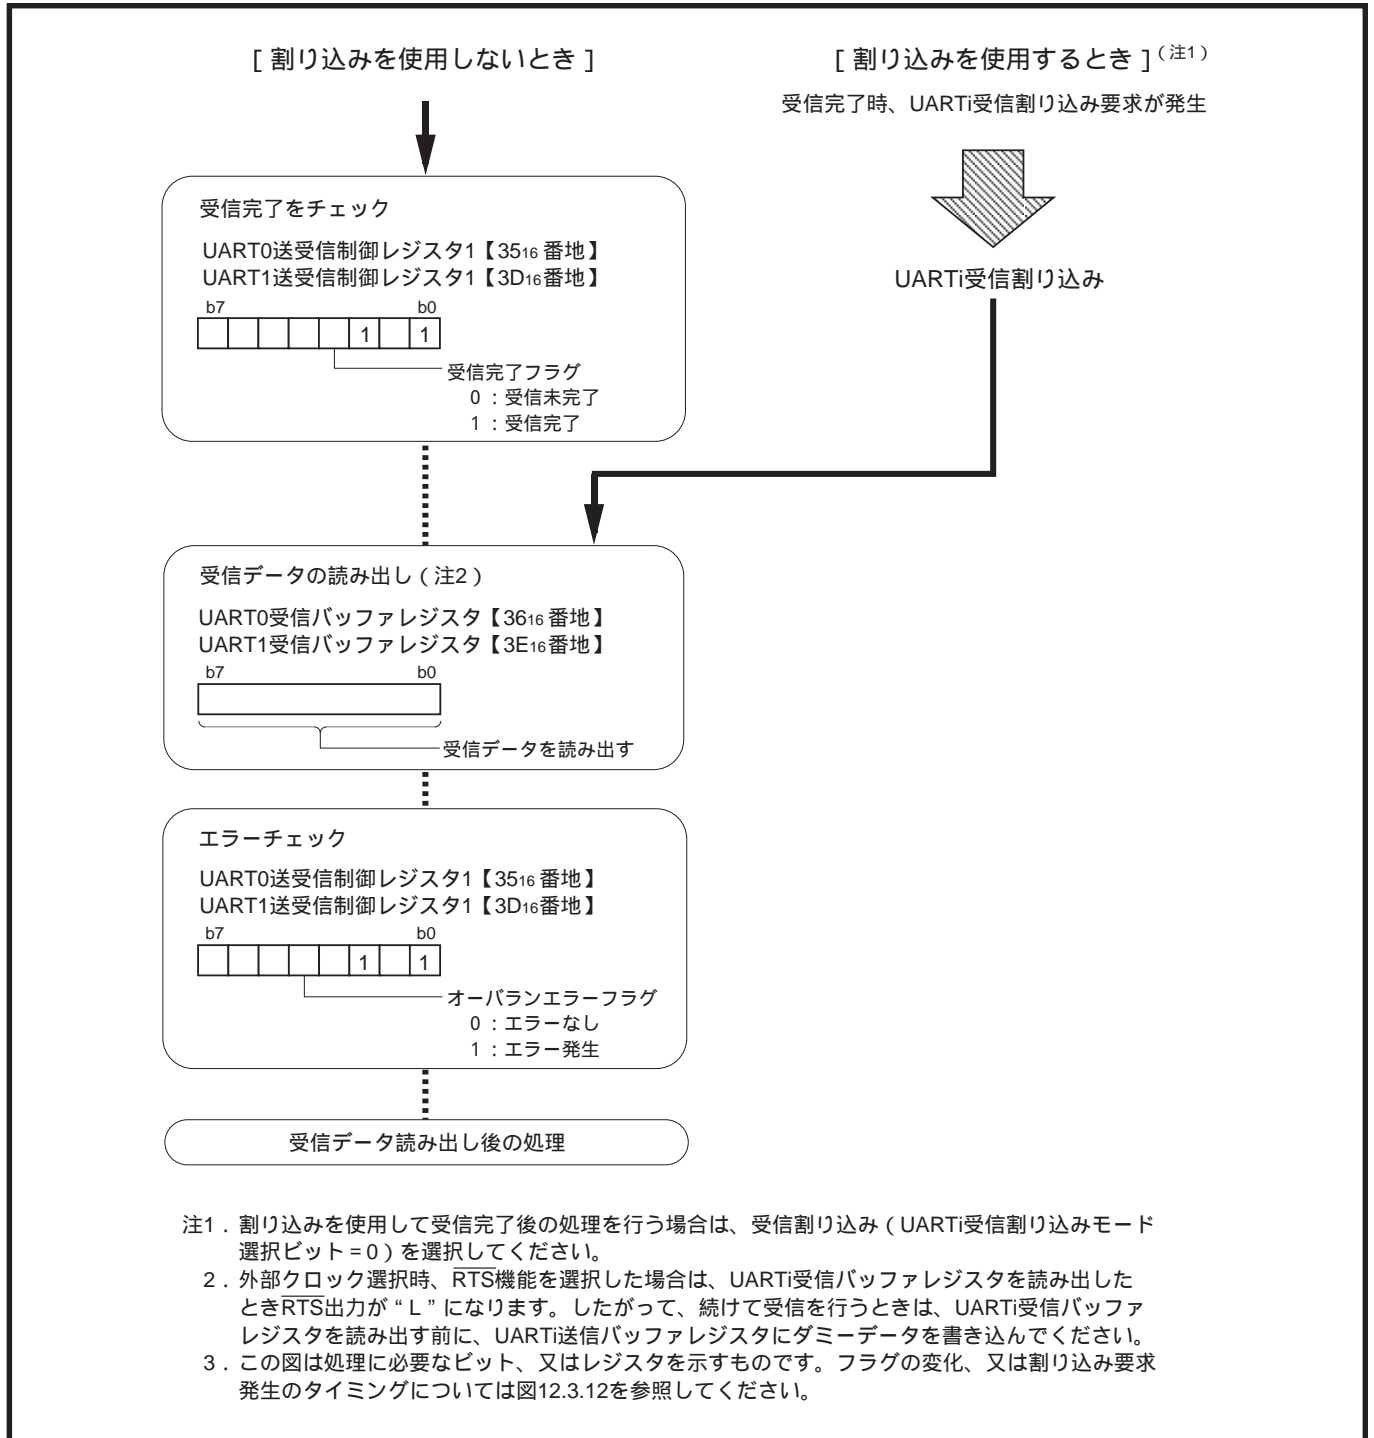 [ 割り込みを使用しないとき ]
[ 割り込みを使用するとき ](注1)
受信完了時、UARTi受信割り込み要求が発生
UARTi受信割り込み
受信完了をチェック
UART0送受信制御レジスタ1【3516 番地】
UART1送受信制御レジスタ1【3D16番地】
b7 b0
1 1
受信完了フラグ
0 : 受信未完了
1 : 受信完了
受信データの読み出し(注2)
UART0受信バッファレジスタ【3616 番地】
UART1受信バッファレジスタ【3E16番地】
b7 b0
受信データを読み出す
エラーチェック
UART0送受信制御レジスタ1【3516 番地】
UART1送受信制御レジスタ1【3D16番地】
b7 b0
1 1
オーバランエラーフラグ
0 : エラーなし
1 : エラー発生
受信データ読み出し後の処理
注1 . 割り込みを使用して受信完了後の処理を行う場合は、受信割り込み(UARTi受信割り込みモード
選択ビット = 0)を選択してください。
2 . 外部クロック選択時、RTS機能を選択した場合は、UARTi受信バッファレジスタを読み出した
ときRTS出力が“L”になります。したがって、続けて受信を行うときは、UARTi受信バッファ
レジスタを読み出す前に、UARTi送信バッファレジスタにダミーデータを書き込んでください。
3 . この図は処理に必要なビット、又はレジスタを示すものです。フラグの変化、又は割り込み要求
発生のタイミングについては図12.3.12を参照してください。